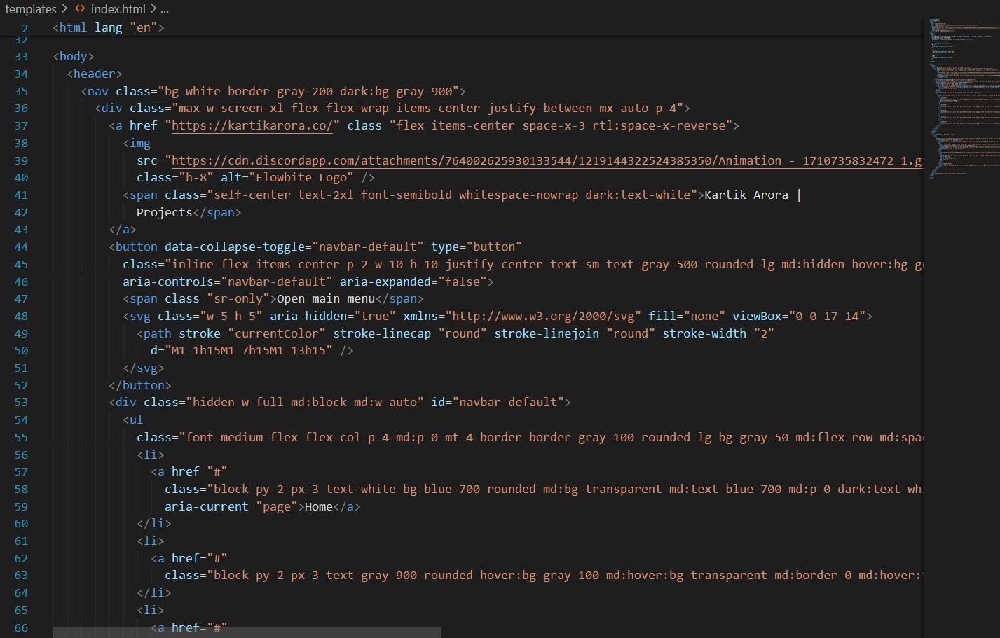 templates > <> index.html > ...
2 <html lang="en">
32
33 <body>
34 <header>
35 <nav class="bg-white border-gray-200 dark:bg-gray-900">
36 <div class="max-w-screen-xl flex flex-wrap items-center justify-between mx-auto p-4">
37 <a href="https://kartikarora.co/" class="flex items-center space-x-3 rtl:space-x-reverse">
38 <img
39 src="https://cdn.discordapp.com/attachments/764002625930133544/1219144322524385350/Animation_-_1710735832472_1.g
40 class="h-8" alt="Flowbite Logo" />
41 <span class="self-center text-2xl font-semibold whitespace-nowrap dark:text-white">Kartik Arora |
42 Projects</span>
43 </a>
44 <button data-collapse-toggle="navbar-default" type="button"
45 class="inline-flex items-center p-2 w-10 h-10 justify-center text-sm text-gray-500 rounded-lg md:hidden hover:bg-g
46 aria-controls="navbar-default" aria-expanded="false">
47 <span class="sr-only">Open main menu</span>
48 <svg class="w-5 h-5" aria-hidden="true" xmlns="http://www.w3.org/2000/svg" fill="none" viewBox="0 0 17 14">
49 <path stroke="currentColor" stroke-linecap="round" stroke-linejoin="round" stroke-width="2"
50 d="M1 1h15M1 7h15M1 13h15" />
51 </svg>
52 </button>
53 <div class="hidden w-full md:block md:w-auto" id="navbar-default">
54 <ul
55 class="font-medium flex flex-col p-4 md:p-0 mt-4 border border-gray-100 rounded-lg bg-gray-50 md:flex-row md:spa
56 <li>
57 <a href="#"
58 class="block py-2 px-3 text-white bg-blue-700 rounded md:bg-transparent md:text-blue-700 md:p-0 dark:text-wh
59 aria-current="page">Home</a>
60 </li>
61 <li>
62 <a href="#"
63 class="block py-2 px-3 text-gray-900 rounded hover:bg-gray-100 md:hover:bg-transparent md:border-0 md:hover:
64 </li>
65 <li>
66 <a href="#"